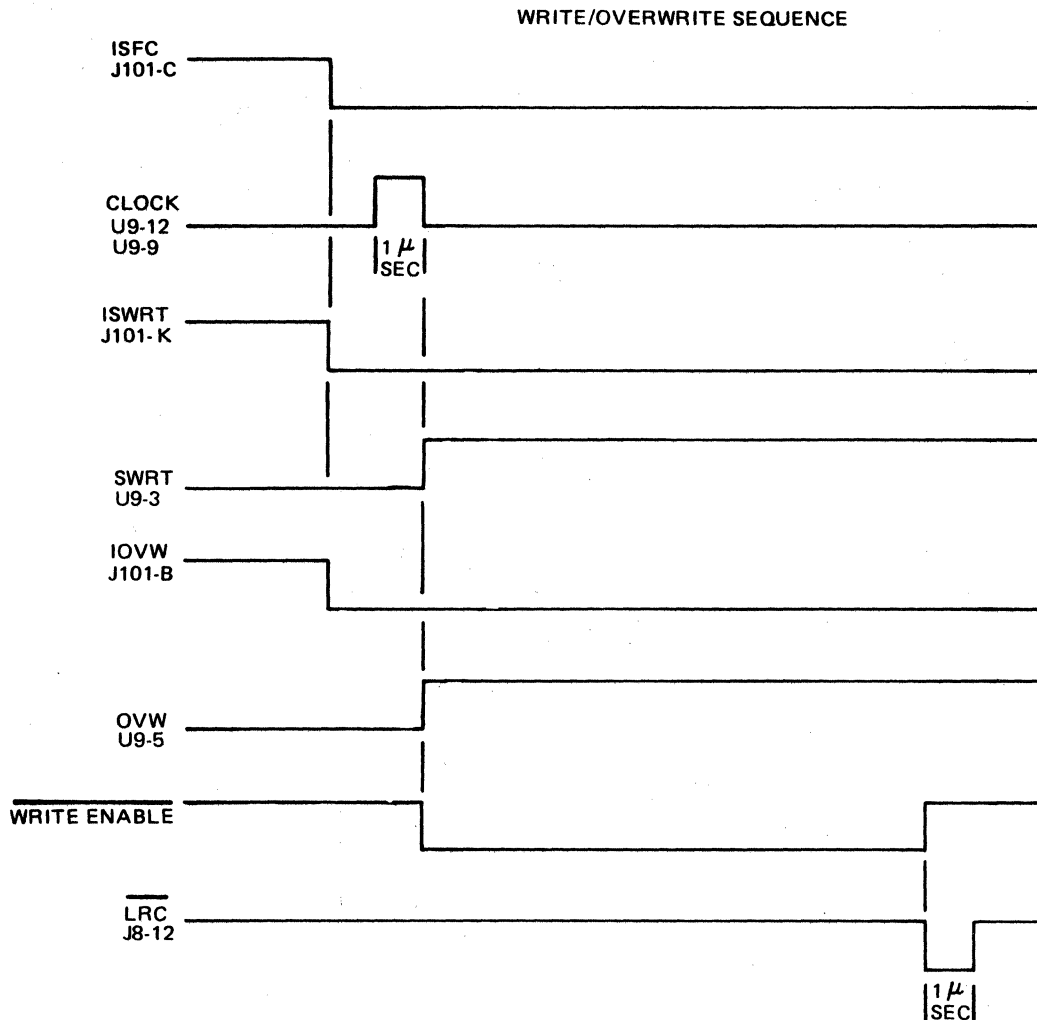 WRITE/OVERWRITE SEQUENCE
ISFC
J101-C
CLOCK
U9-12
U9-9
1 μ
SEC
ISWRT
J101-K
SWRT
U9-3
IOVW
J101-B
OVW
U9-5
WRITE ENABLE
LRC
J8-12
1 μ
SEC